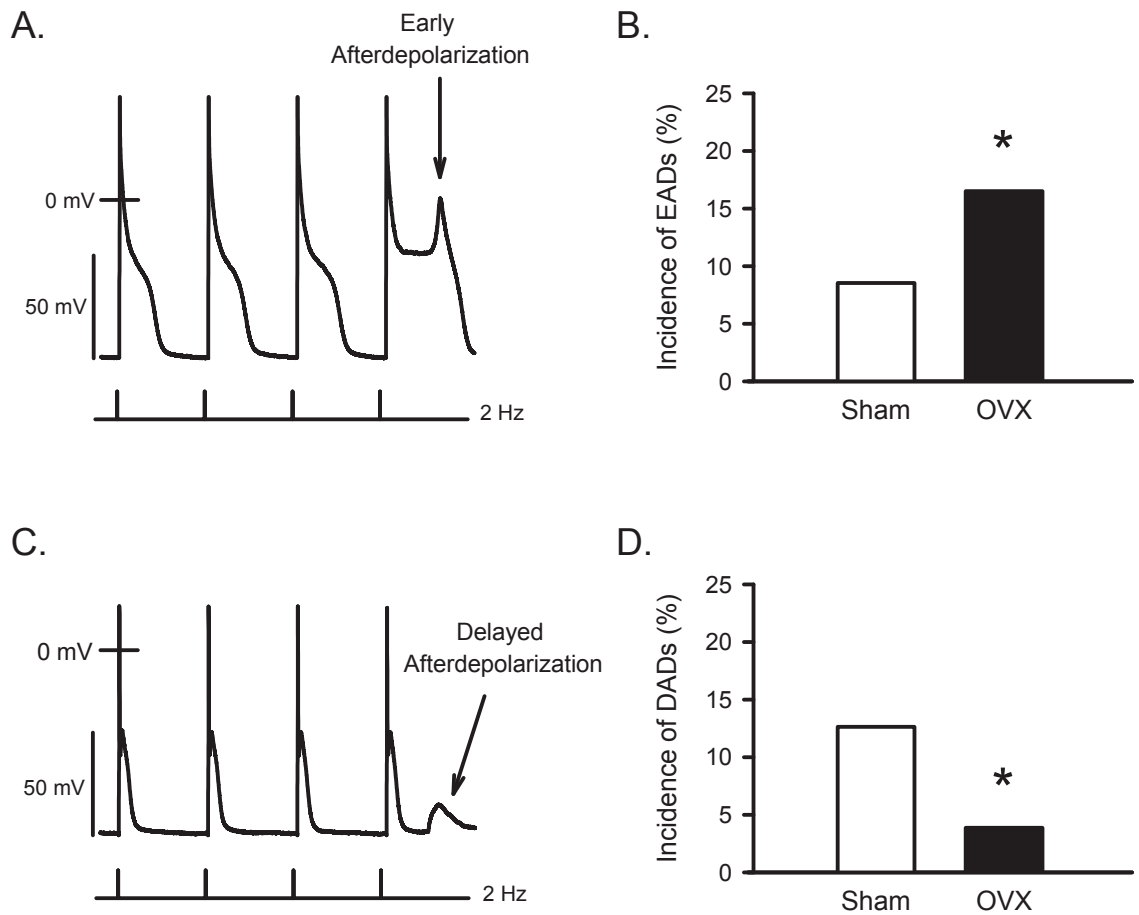 A.
Early
Afterdepolarization
0 mV
50 mV
2 Hz
B.
Incidence of EADs (%)
25
20
15
10
5
0
*
Sham
OVX
C.
Delayed
Afterdepolarization
0 mV
50 mV
2 Hz
D.
Incidence of DADs (%)
25
20
15
10
5
0
*
Sham
OVX